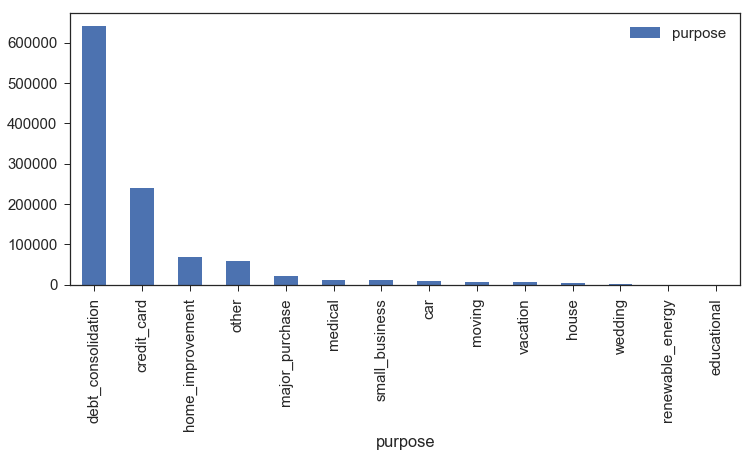 purpose
600000
500000
400000
300000
200000
100000
0
debt_consolidation
credit_card
home_improvement
other
major_purchase
medical
small_business
car
moving
vacation
house
wedding
renewable_energy
educational
purpose